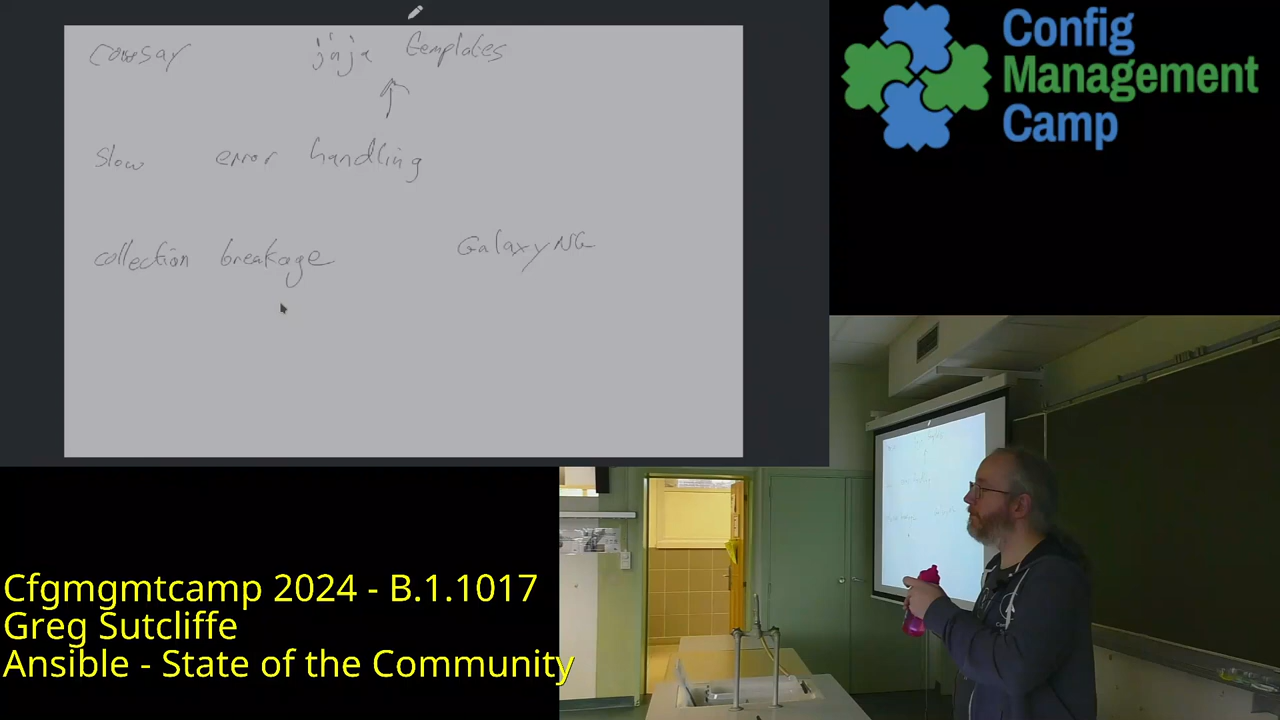 cowsay jinja templates
slow error handling
collection breakage GalaxyNG
Config
Management
Camp
Cfgmgmtcamp 2024 - B.1.1017
Greg Sutcliffe
Ansible - State of the Community